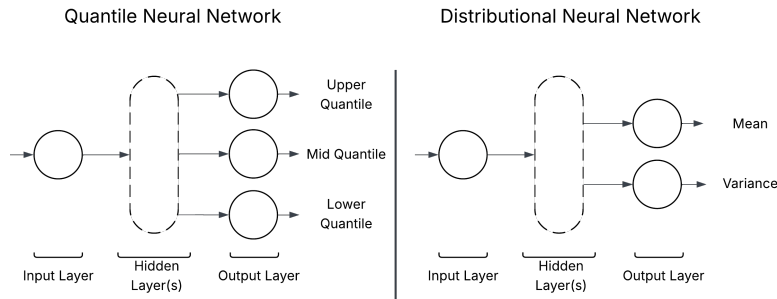 Quantile Neural Network
Upper
Quantile
Mid Quantile
Lower
Quantile
Input Layer
Hidden
Layer(s)
Output Layer
Distributional Neural Network
Mean
Variance
Input Layer
Hidden
Layer(s)
Output Layer